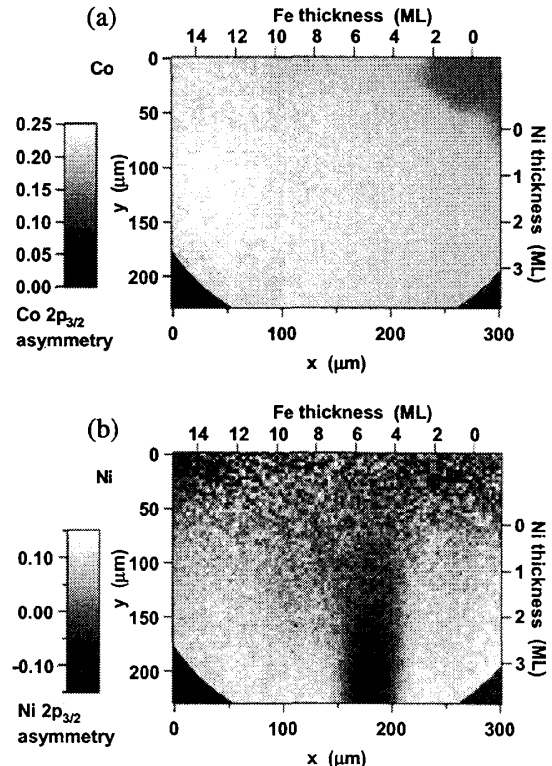 (a)
Fe thickness (ML)
14 12 10 8 6 4 2 0
Co
0.25
0.20
0.15
0.10
0.05
0.00
Co 2p3/2
asymmetry
y (μm)
0
50
100
150
200
Ni thickness (ML)
0
1
2
3
0 100 200 300
x (μm)
(b)
Fe thickness (ML)
14 12 10 8 6 4 2 0
Ni
0.10
0.00
-0.10
Ni 2p3/2
asymmetry
y (μm)
0
50
100
150
200
Ni thickness (ML)
0
1
2
3
0 100 200 300
x (μm)